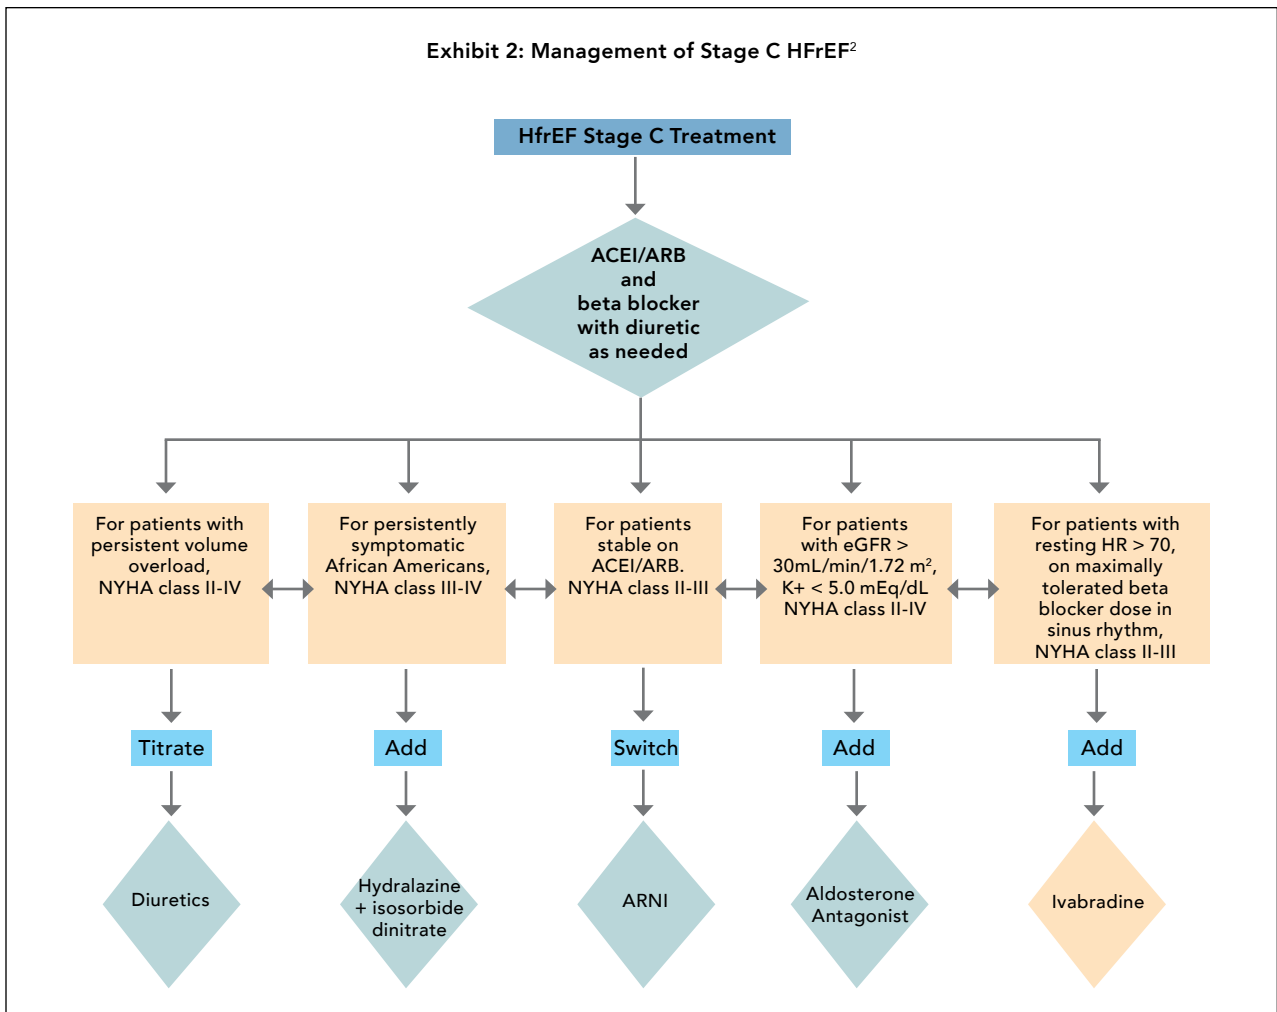 Exhibit 2: Management of Stage C HFrEF²
HfrEF Stage C Treatment
ACEI/ARB
and
beta blocker
with diuretic
as needed
For patients with
persistent volume
overload,
NYHA class II-IV
For persistently
symptomatic
African Americans,
NYHA class III-IV
For patients
stable on
ACEI/ARB.
NYHA class II-III
For patients
with eGFR >
30mL/min/1.72 m²,
K+ < 5.0 mEq/dL
NYHA class II-IV
For patients with
resting HR > 70,
on maximally
tolerated beta
blocker dose in
sinus rhythm,
NYHA class II-III
Titrate
Add
Switch
Add
Add
Diuretics
Hydralazine
+ isosorbide
dinitrate
ARNI
Aldosterone
Antagonist
Ivabradine